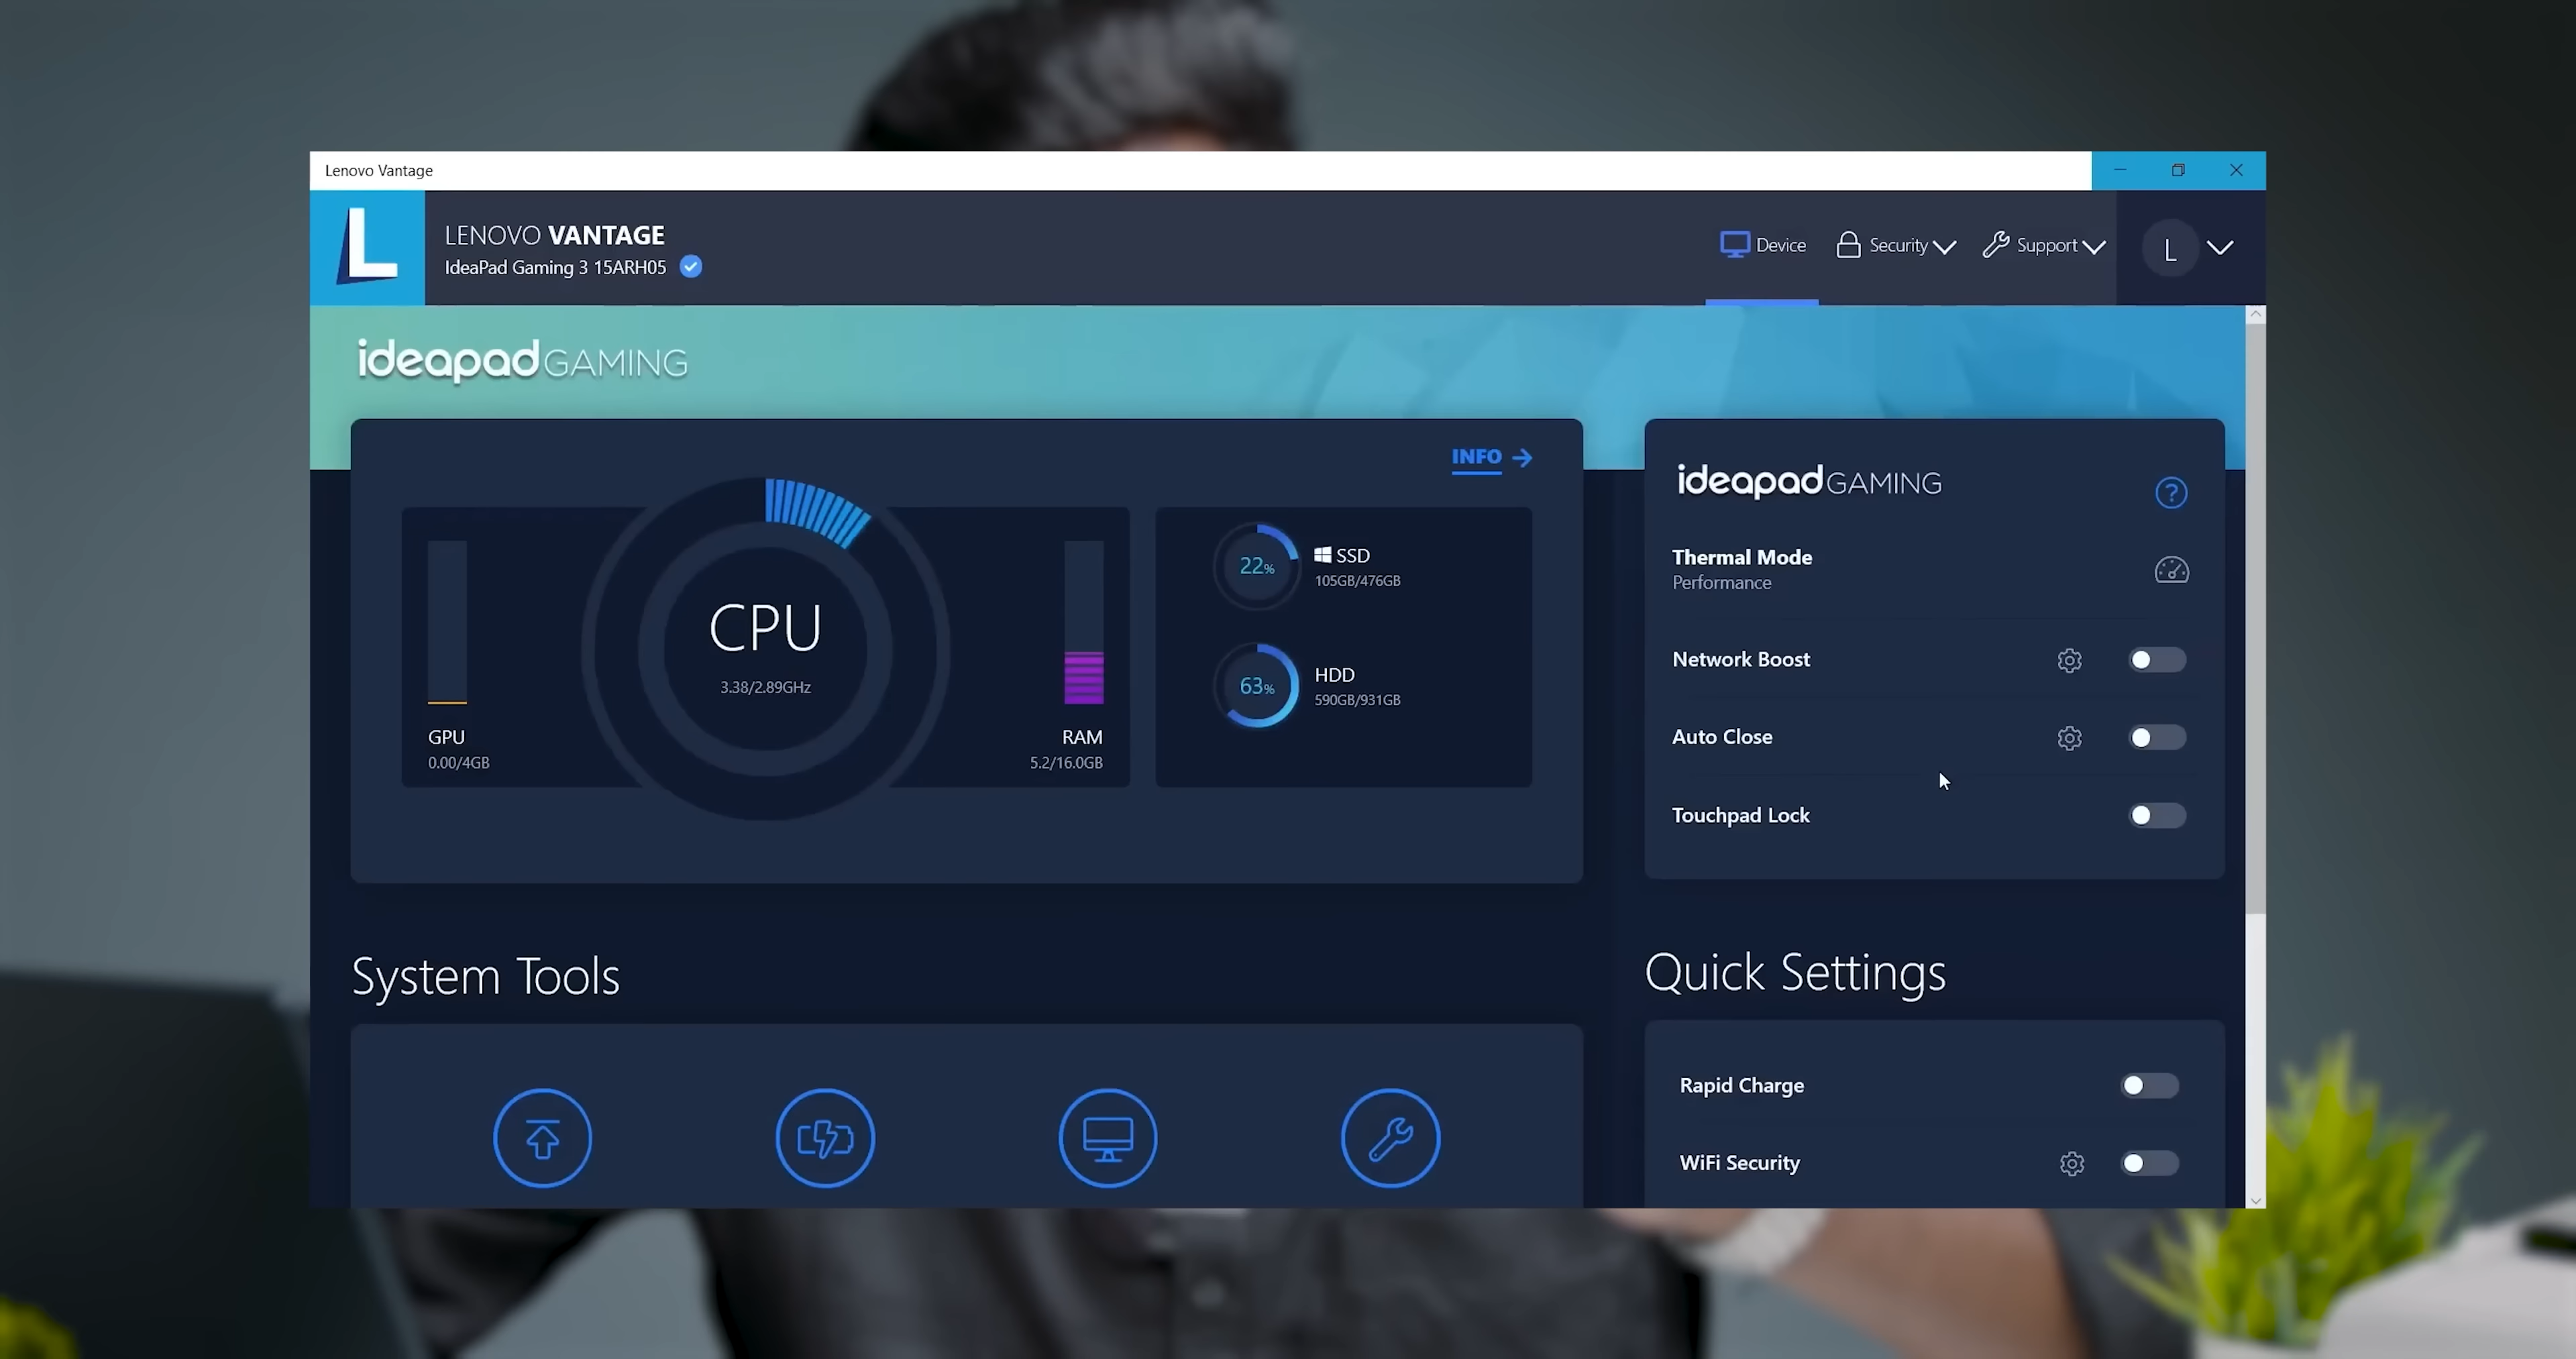 Lenovo Vantage
L
LENOVO VANTAGE
IdeaPad Gaming 3 15ARH05
Device
Security
Support
L
ideapad GAMING
INFO
CPU
3.38/2.89GHz
GPU
0.00/4GB
RAM
5.2/16.0GB
22%
SSD
105GB/476GB
63%
HDD
590GB/931GB
ideapad GAMING
?
Thermal Mode
Performance
Network Boost
Auto Close
Touchpad Lock
System Tools
Quick Settings
Rapid Charge
WiFi Security